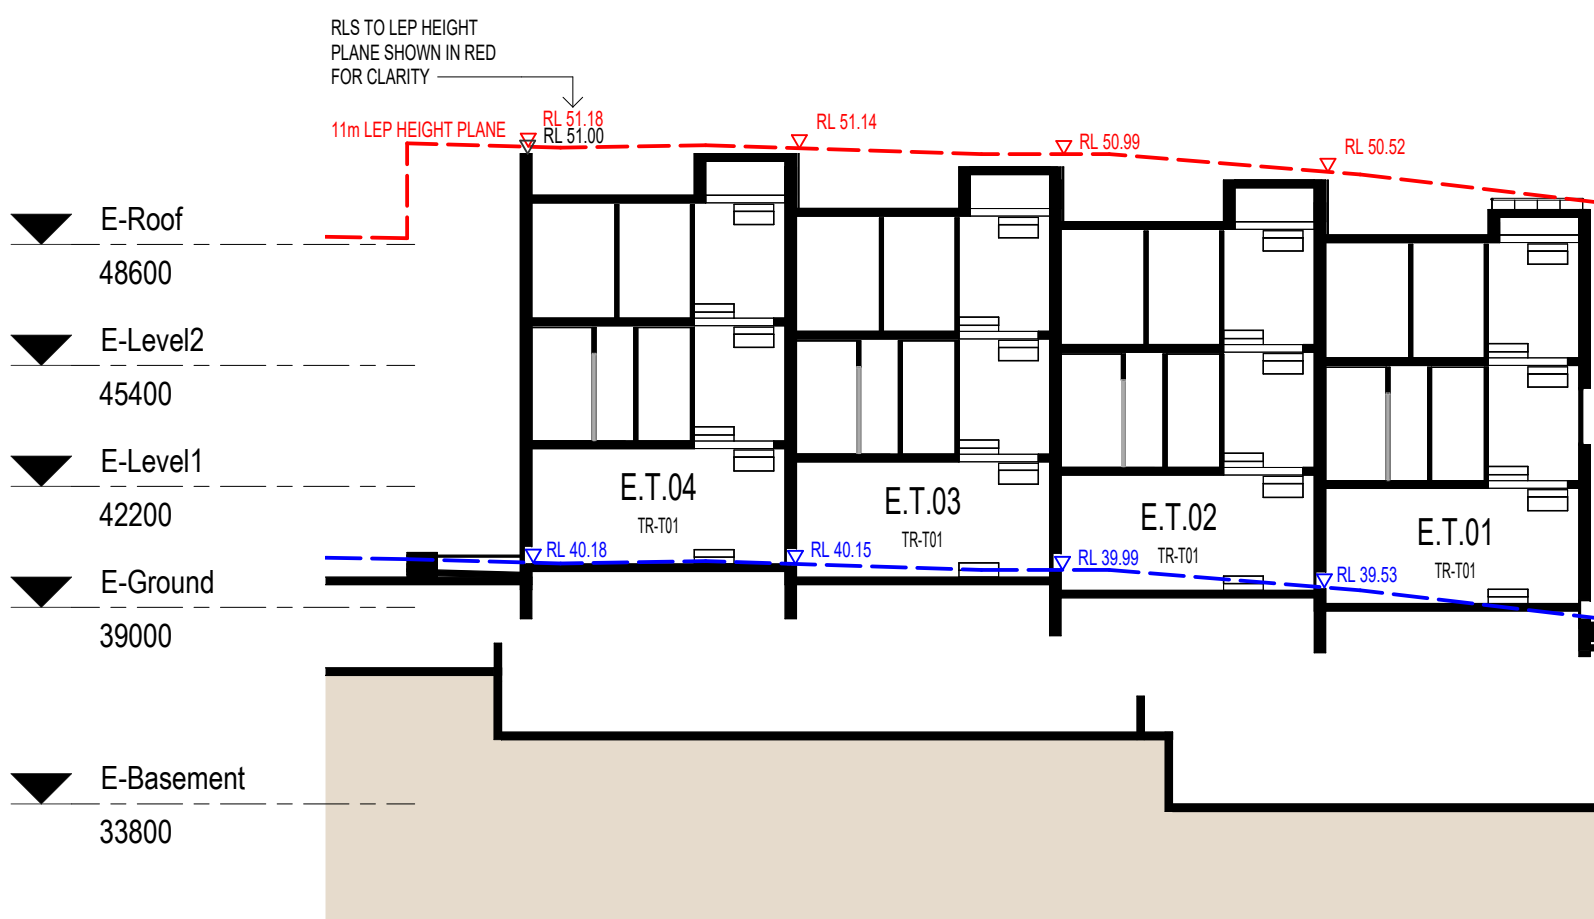 RLS TO LEP HEIGHT
PLANE SHOWN IN RED
FOR CLARITY
11m LEP HEIGHT PLANE
RL 51.18
RL 51.00
RL 51.14
RL 50.99
RL 50.52
E-Roof
48600
E-Level2
45400
E-Level1
42200
E-Ground
39000
E-Basement
33800
E.T.04
TR-T01
E.T.03
TR-T01
E.T.02
TR-T01
E.T.01
TR-T01
RL 40.18
RL 40.15
RL 39.99
RL 39.53